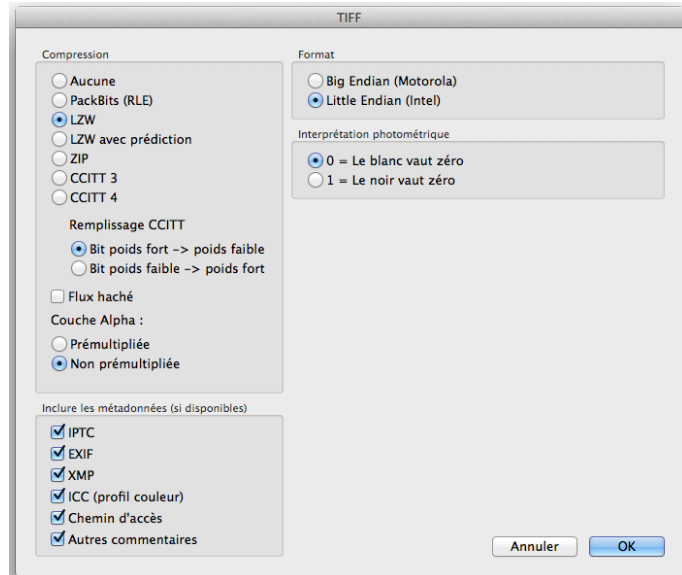 TIFF
Compression
Aucune
PackBits (RLE)
LZW
LZW avec prédiction
ZIP
CCITT 3
CCITT 4
Remplissage CCITT
Bit poids fort -> poids faible
Bit poids faible -> poids fort
Flux haché
Couche Alpha :
Prémultipliée
Non prémultipliée
Inclure les métadonnées (si disponibles)
IPTC
EXIF
XMP
ICC (profil couleur)
Chemin d'accès
Autres commentaires
Format
Big Endian (Motorola)
Little Endian (Intel)
Interprétation photométrique
0 = Le blanc vaut zéro
1 = Le noir vaut zéro
Annuler
OK